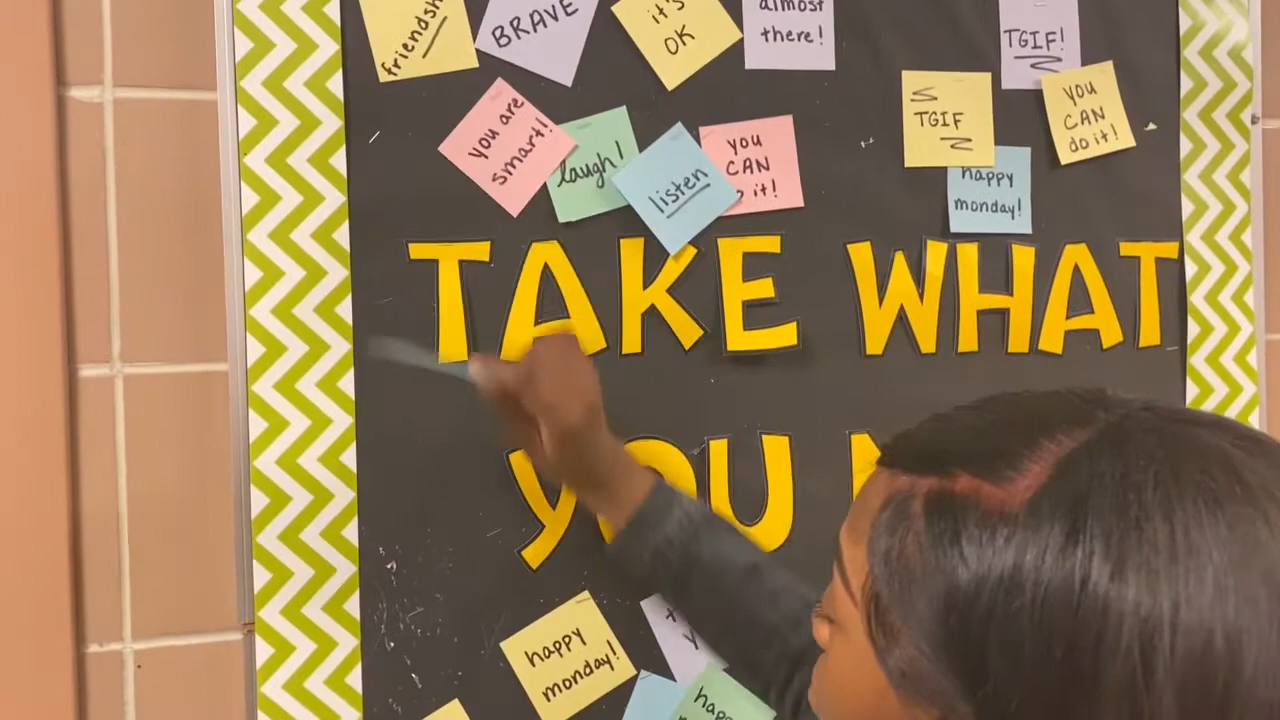 friendsh
BRAVE
it's
OK
almost
there!
TGIF!
TGIF
you
CAN
do it!
you are
smart!
laugh!
listen
you
CAN
it!
happy
monday!
TAKE WHAT
YOU
happy
monday!